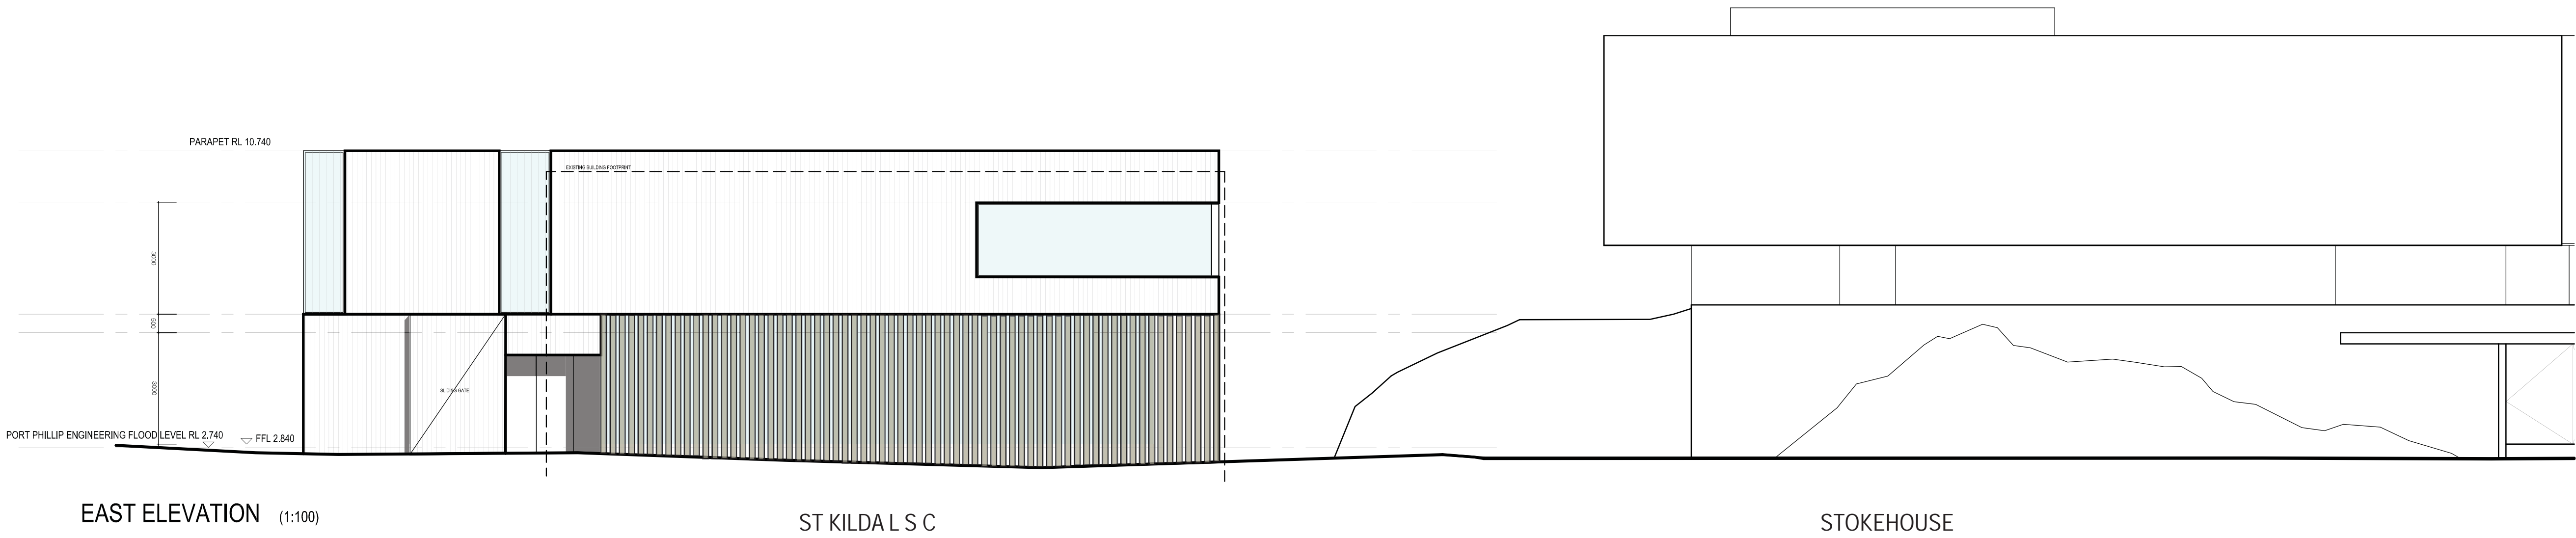 PARAPET RL 10.740
EXISTING BUILDING FOOTPRINT
3000
500
3000
SLIDING GATE
PORT PHILLIP ENGINEERING FLOOD LEVEL RL 2.740
FFL 2.840
EAST ELEVATION (1:100)
ST KILDA L S C
STOKEHOUSE